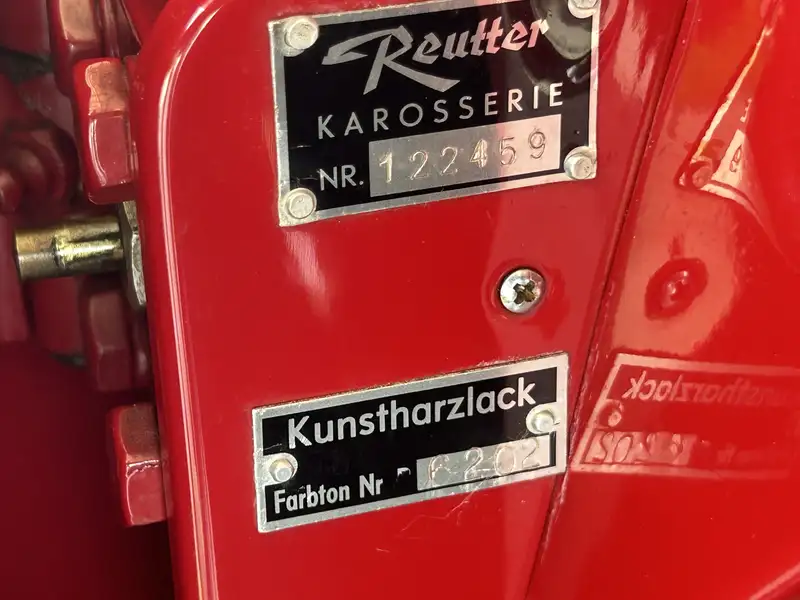 Reutter
KAROSSERIE
NR. 122459
Kunstharzlack
Farbton Nr 6202